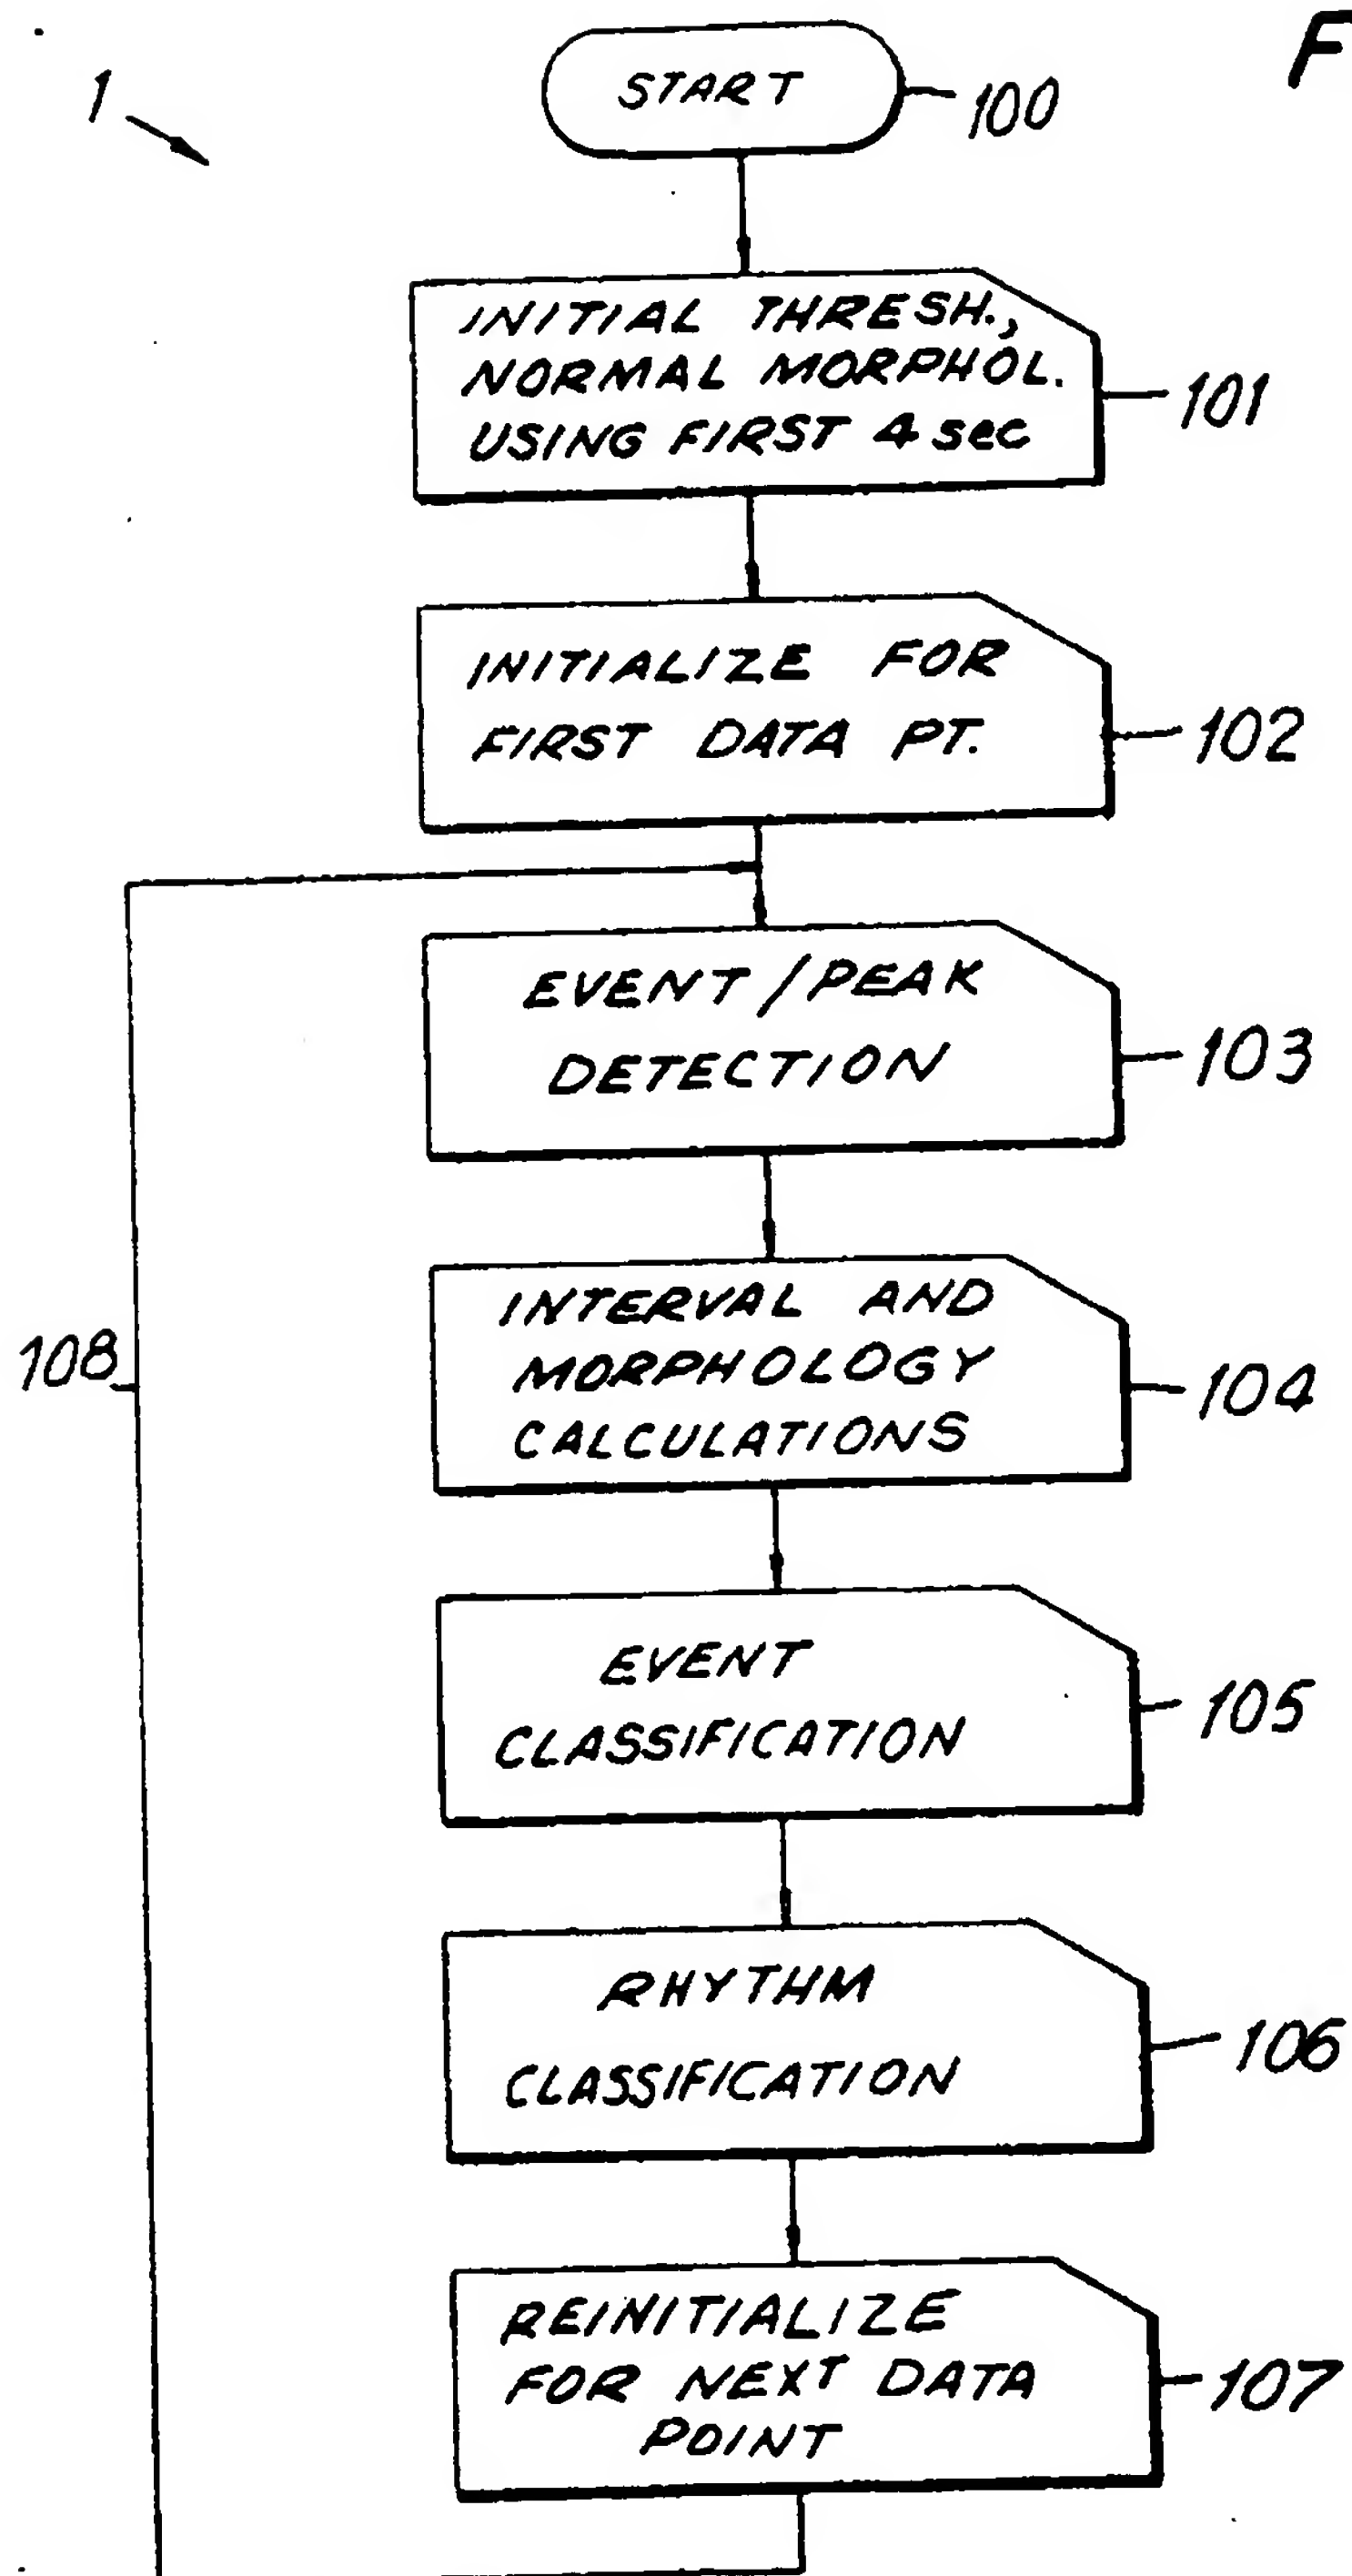 F
1
START
100
INITIAL THRESH.,
NORMAL MORPHOL.
USING FIRST 4 sec
101
INITIALIZE FOR
FIRST DATA PT.
102
EVENT/PEAK
DETECTION
103
INTERVAL AND
MORPHOLOGY
CALCULATIONS
104
108
EVENT
CLASSIFICATION
105
RHYTHM
CLASSIFICATION
106
REINITIALIZE
FOR NEXT DATA
POINT
107